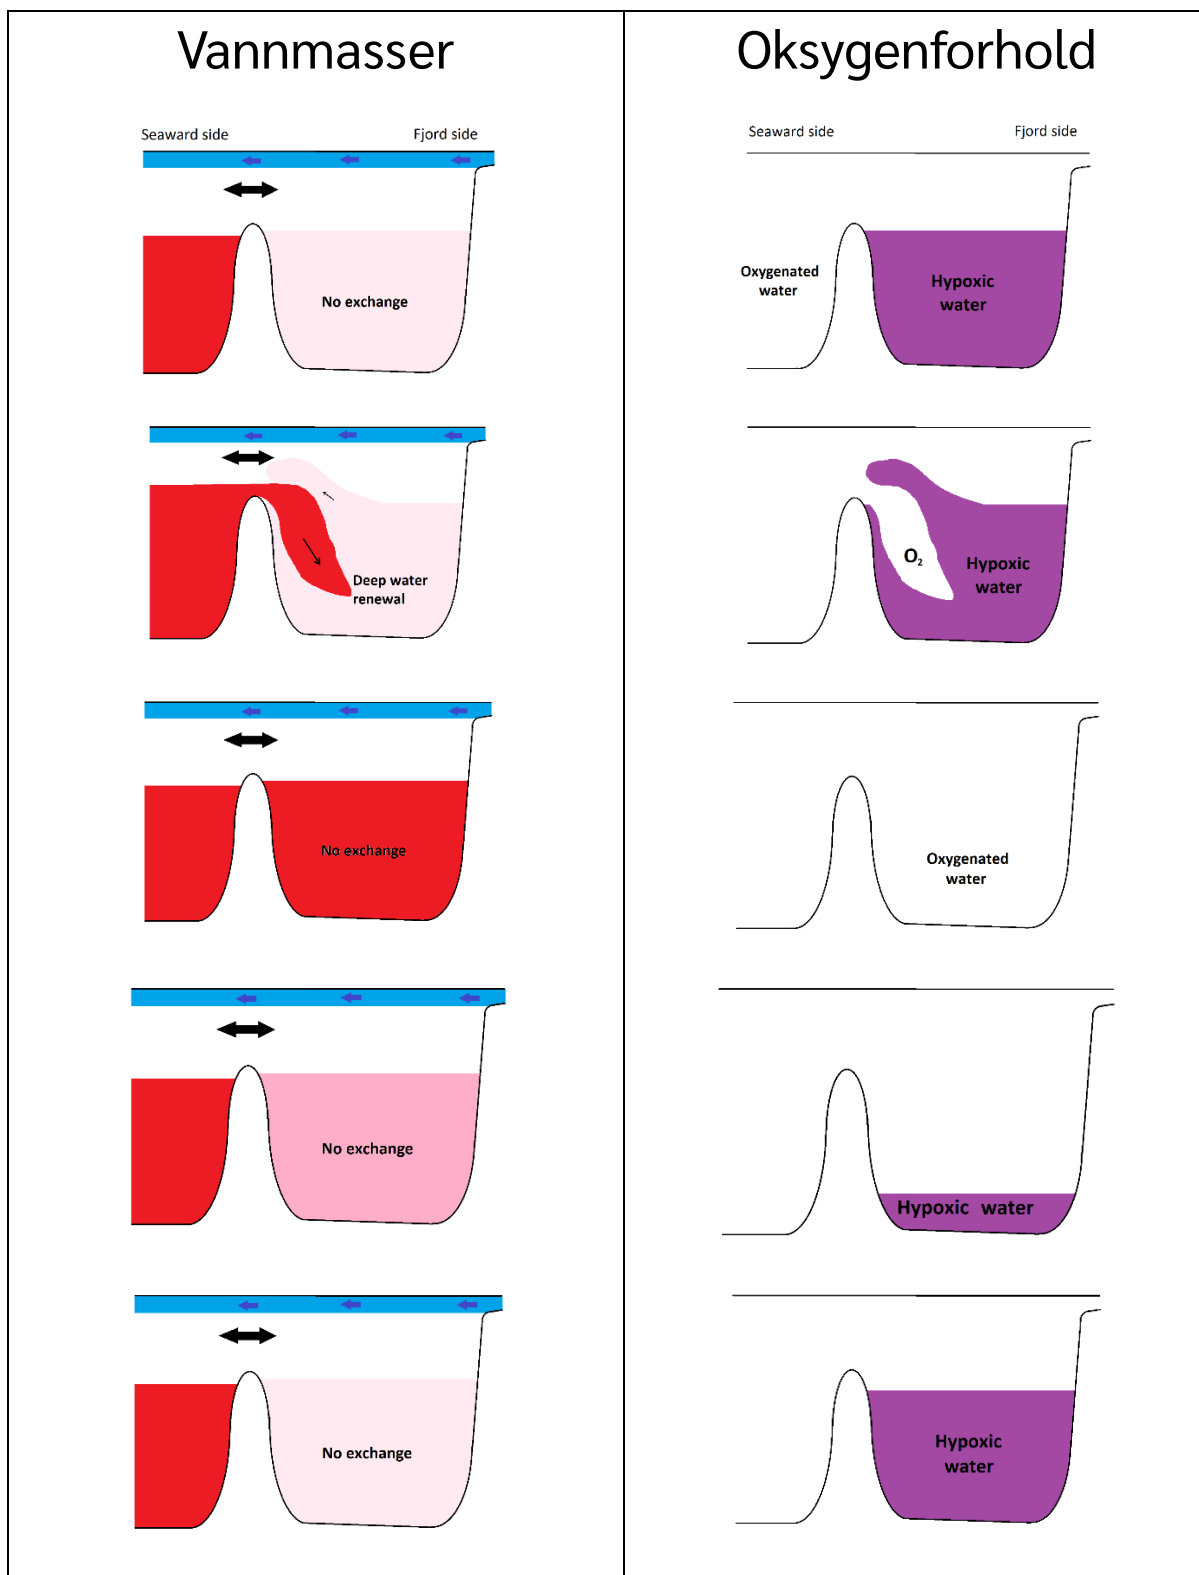 Vannmasser
Oksygenforhold
Seaward side
Fjord side
Seaward side
Fjord side
No exchange
Oxygenated
water
Hypoxic
water
Deep water
renewal
O₂
Hypoxic
water
No exchange
Oxygenated
water
No exchange
Hypoxic water
No exchange
Hypoxic
water